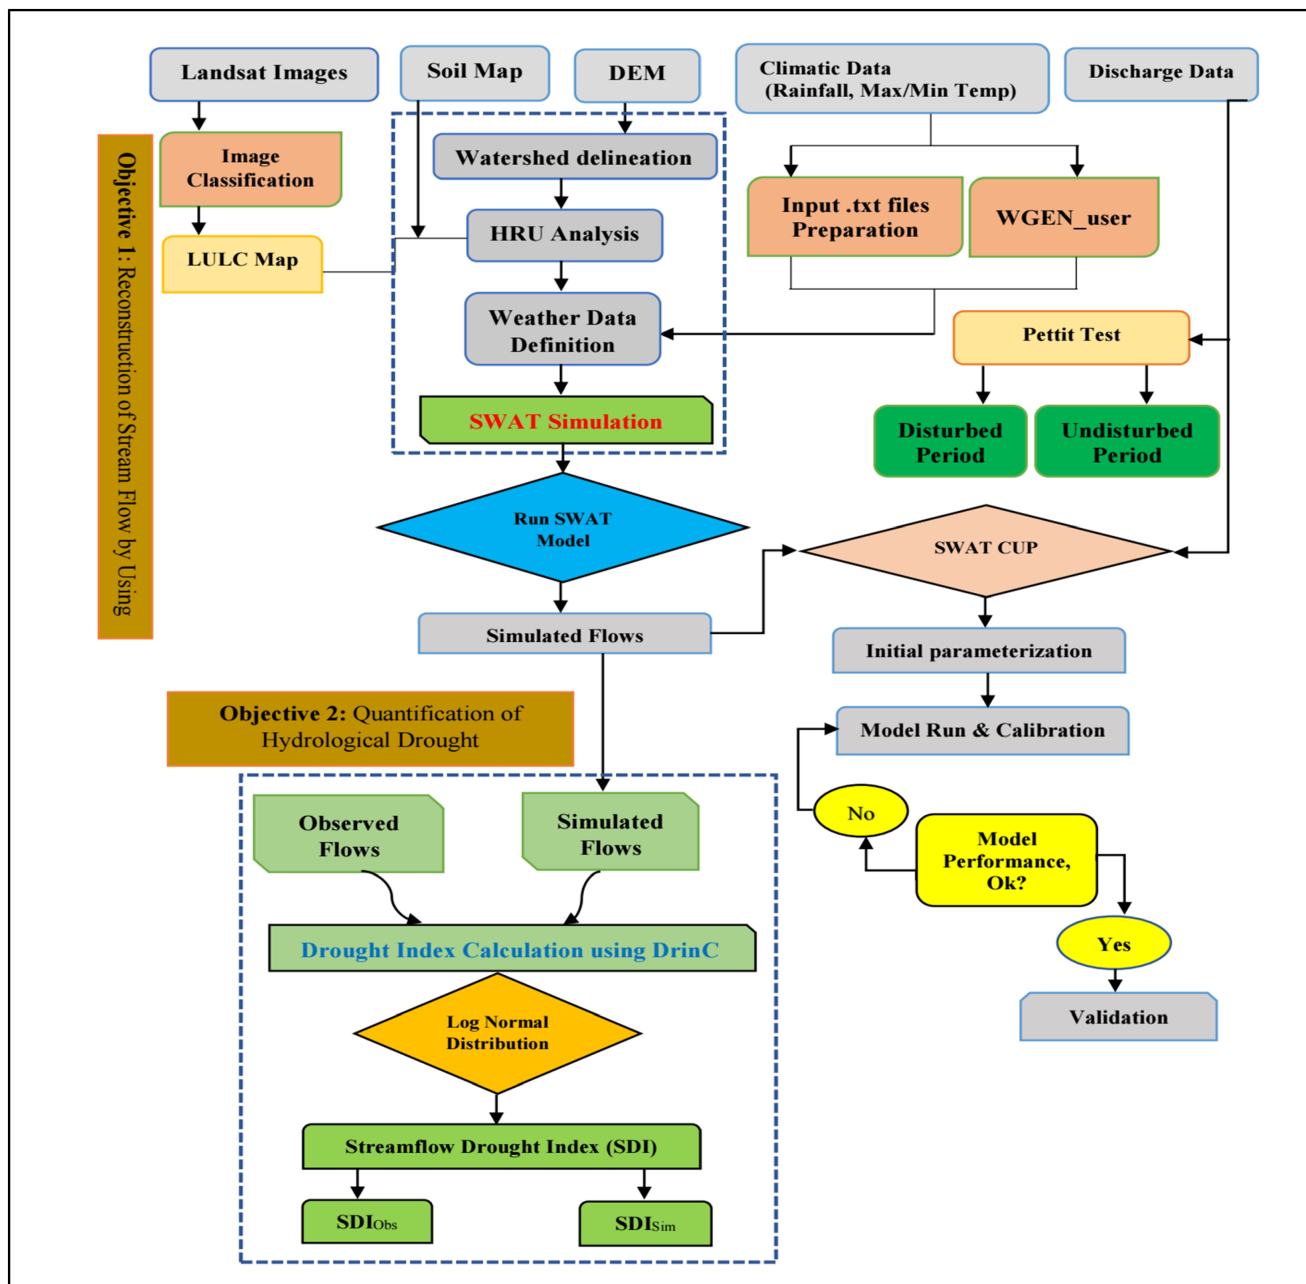 Landsat Images
Soil Map
DEM
Climatic Data
(Rainfall, Max/Min Temp)
Discharge Data
Objective 1: Reconstruction of Stream Flow by Using
Image
Classification
LULC Map
Watershed delineation
HRU Analysis
Weather Data
Definition
SWAT Simulation
Input .txt files
Preparation
WGEN_user
Pettit Test
Disturbed
Period
Undisturbed
Period
Run SWAT
Model
SWAT CUP
Simulated Flows
Initial parameterization
Model Run & Calibration
No
Model
Performance,
Ok?
Yes
Validation
Objective 2: Quantification of
Hydrological Drought
Observed
Flows
Simulated
Flows
Drought Index Calculation using DrinC
Log Normal
Distribution
Streamflow Drought Index (SDI)
SDIObs
SDISim